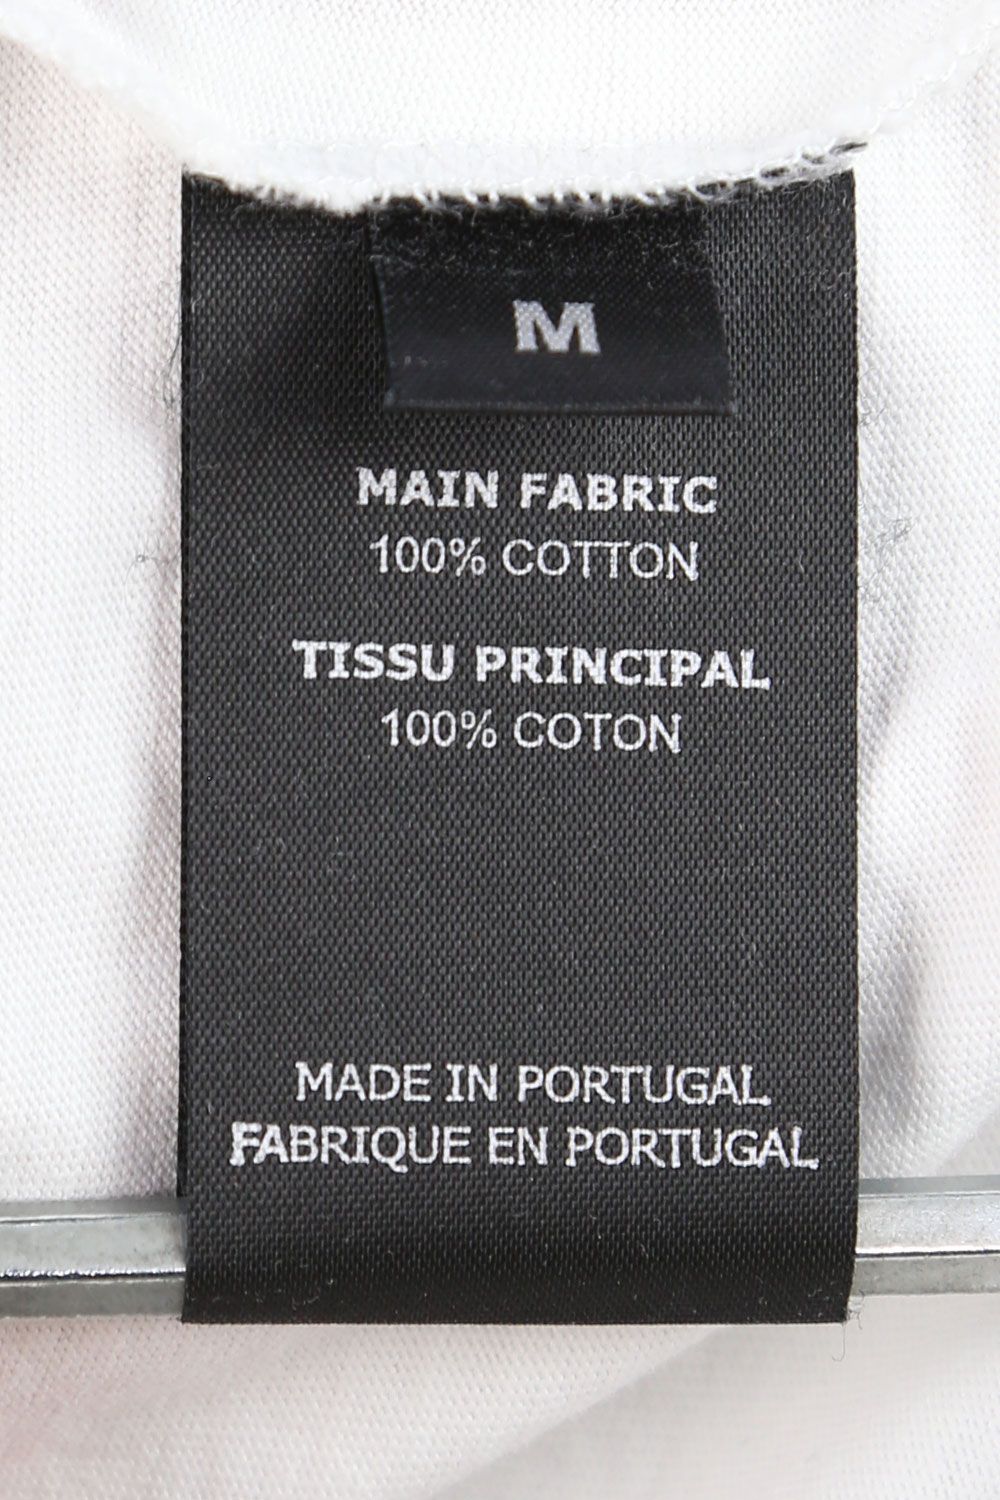 M
MAIN FABRIC
100% COTTON
TISSU PRINCIPAL
100% COTON
MADE IN PORTUGAL
FABRIQUE EN PORTUGAL